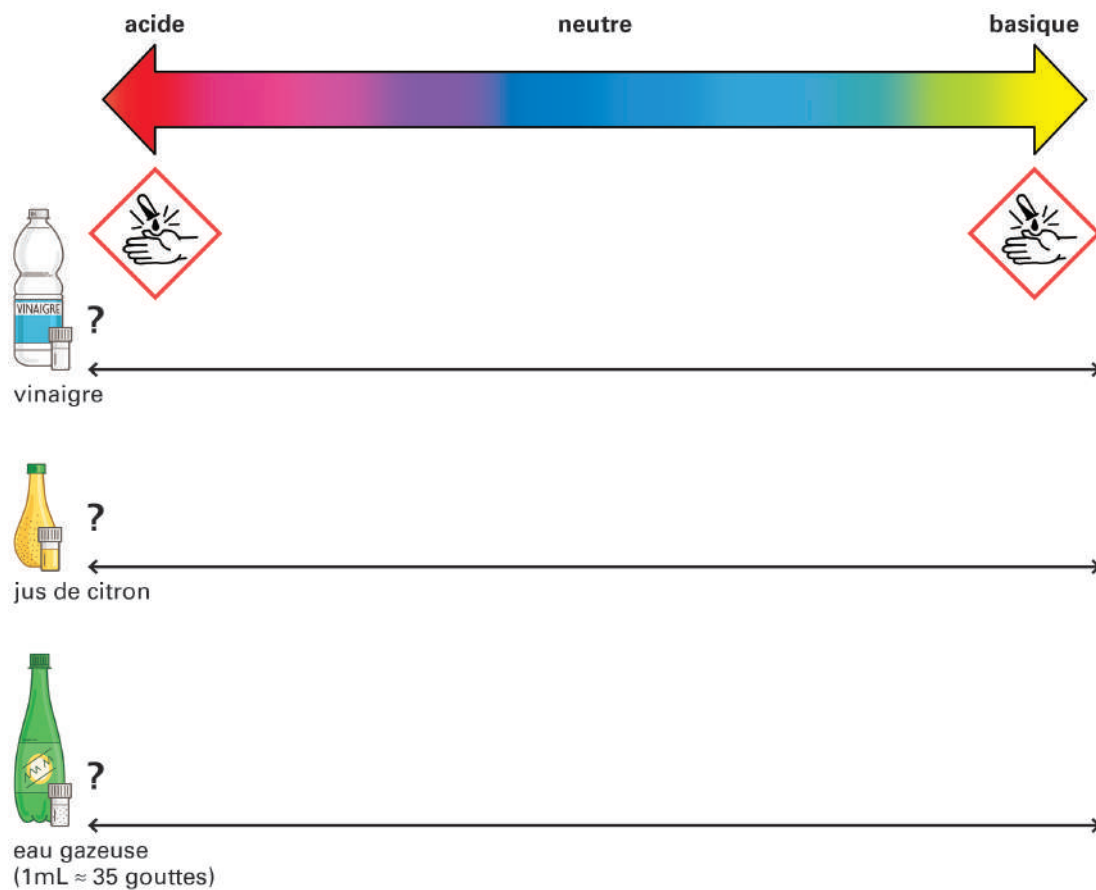 acide neutre basique
VINAIGRE
?
vinaigre
?
jus de citron
?
eau gazeuse
(1mL ≈ 35 gouttes)